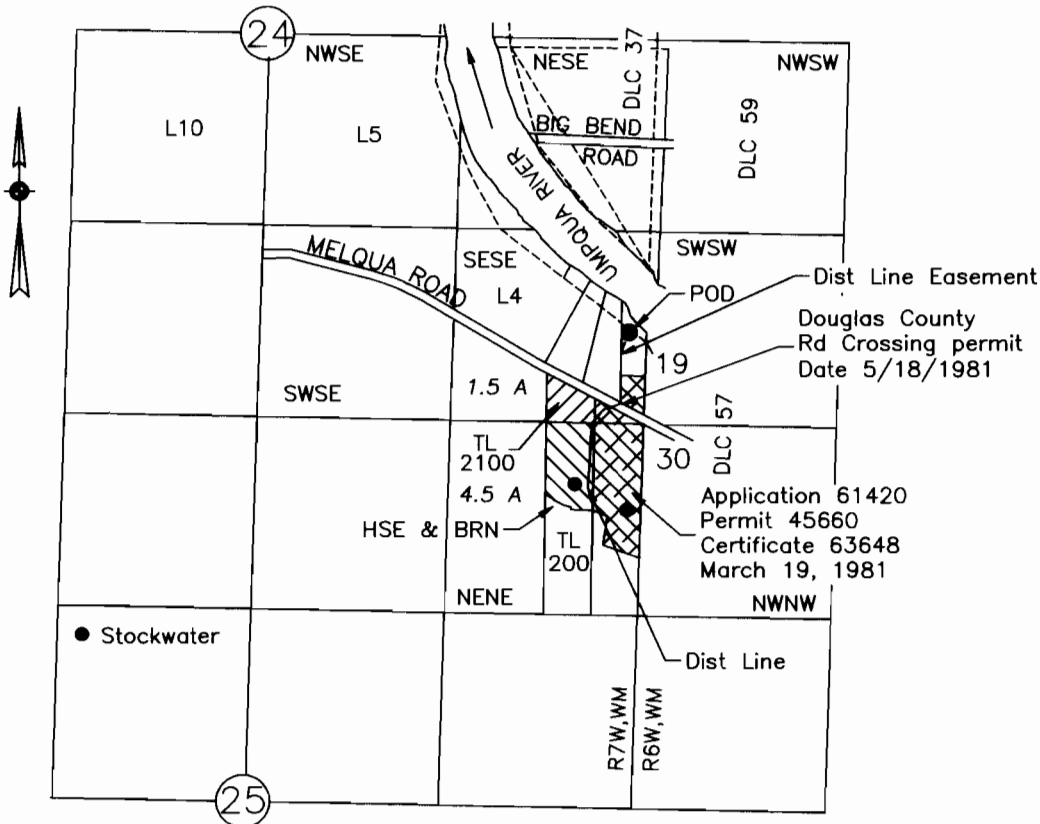 24
NWSE
NESE
DLC 37
NWSW
L10
L5
BIG BEND
ROAD
DLC 59
UMPQUA RIVER
MELQUA ROAD
SESE
L4
SWSW
Dist Line Easement
POD
Douglas County
Rd Crossing permit
Date 5/18/1981
19
SWSE
1.5 A
DLC 57
TL
2100
30
4.5 A
Application 61420
Permit 45660
Certificate 63648
March 19, 1981
HSE & BRN
TL
200
NENE
NWNW
Stockwater
Dist Line
R7W,WM
R6W,WM
25